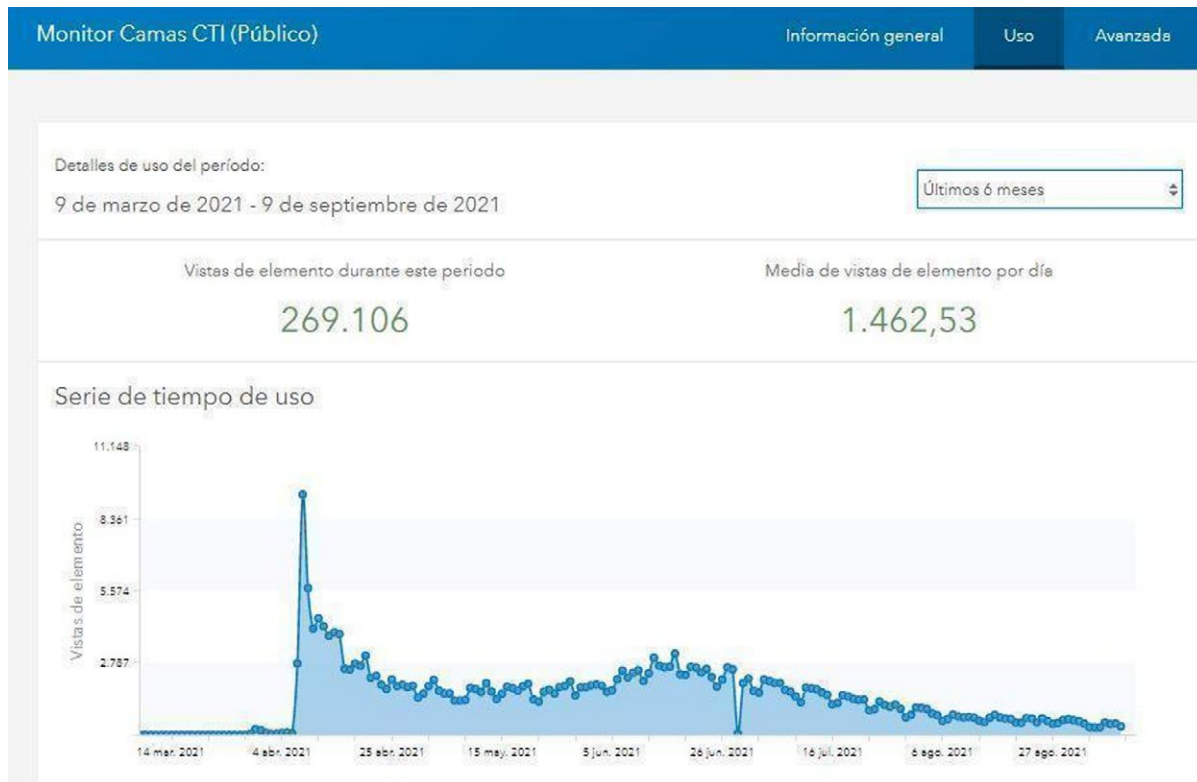 Monitor Camas CTI (Público)
Información general
Uso
Avanzada
Detalles de uso del período:
9 de marzo de 2021 - 9 de septiembre de 2021
Últimos 6 meses
Vistas de elemento durante este periodo
269.106
Media de vistas de elemento por día
1.462,53
Serie de tiempo de uso
11.148
8.361
5.574
2.787
Vistas de elemento
14 mar. 2021
4 abr. 2021
25 abr. 2021
15 may. 2021
5 jun. 2021
26 jun. 2021
16 jul. 2021
6 ago. 2021
27 ago. 2021